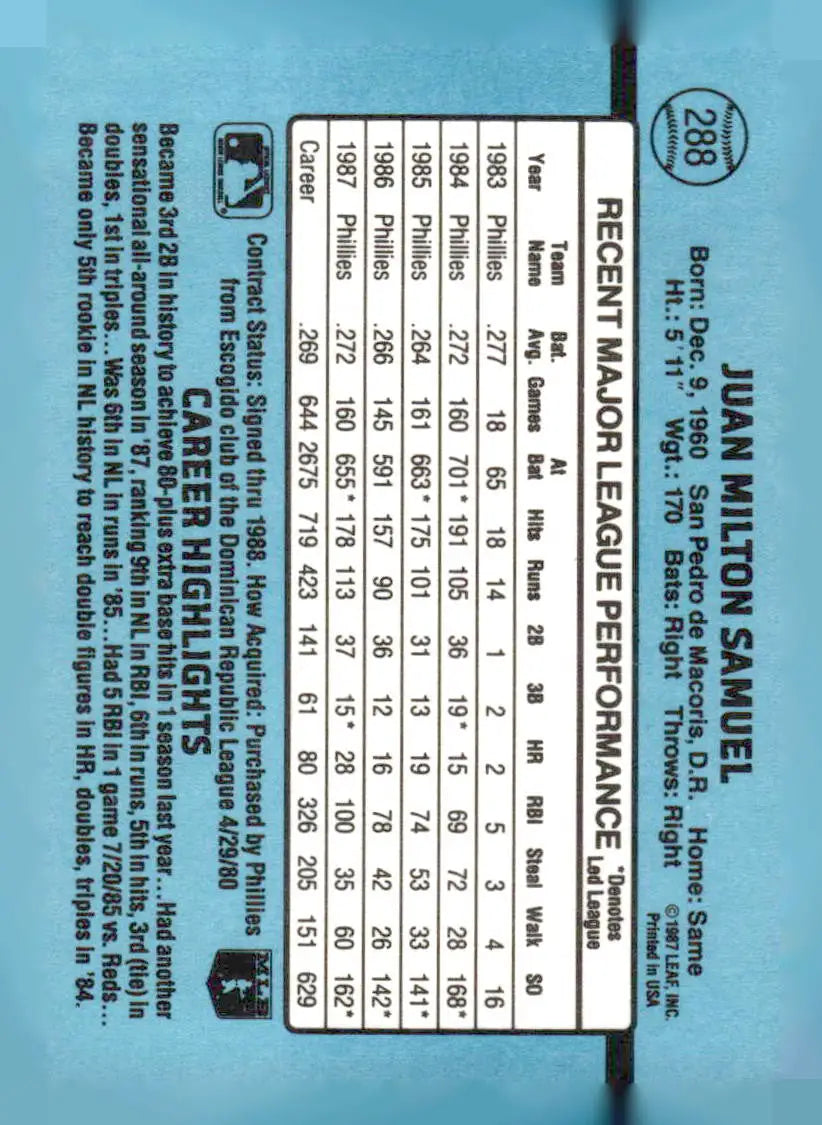 288
JUAN MILTON SAMUEL
Born: Dec. 9, 1960 San Pedro de Macoris, D.R. Home: Same
Ht.: 5'11" Wgt.: 170 Bats: Right Throws: Right
©1987 LEAF, INC.
Printed in USA
RECENT MAJOR LEAGUE PERFORMANCE *Denotes Led League
Year Team Name Bat. Avg. Games At Bat Hits Runs 2B 3B HR RBI Steal Walk SO
1983 Phillies .277 18 65 18 14 1 2 2 5 3 4 16
1984 Phillies .272 160 701* 191 105 36 19* 15 69 72 28 168*
1985 Phillies .264 161 663* 175 101 31 13 19 74 53 33 141*
1986 Phillies .266 145 591 157 90 36 12 16 78 42 26 142*
1987 Phillies .272 160 655* 178 113 37 15* 28 100 35 60 162*
Career .269 644 2675 719 423 141 61 80 326 205 151 629
Contract Status: Signed thru 1988. How Acquired: Purchased by Phillies
from Escogido club of the Dominican Republic League 4/29/80
MLB
CAREER HIGHLIGHTS
Became 3rd 2B in history to achieve 80-plus extra base hits in 1 season last year...Had another
sensational all-around season in '87, ranking 9th in NL in RBI, 6th in runs, 5th in hits, 3rd (tie) in
doubles, 1st in triples...Was 6th in NL in runs in '85...Had 5 RBI in 1 game 7/20/85 vs. Reds...
Became only 5th rookie in NL history to reach double figures in HR, doubles, triples in '84.